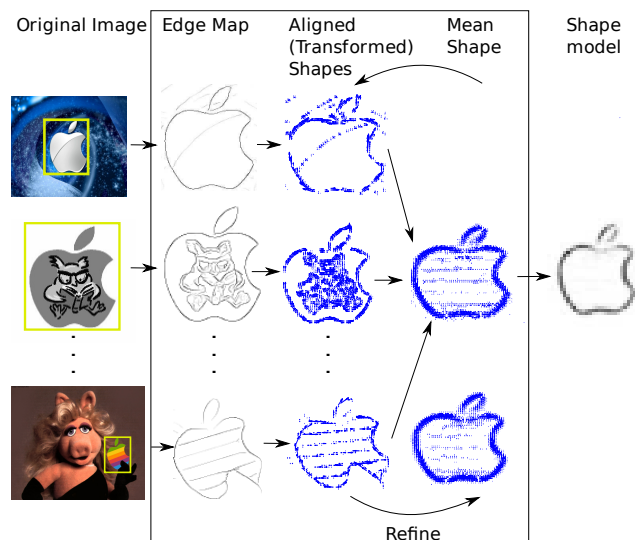 Original Image
Edge Map
Aligned
(Transformed)
Shapes
Mean
Shape
Shape
model
Refine